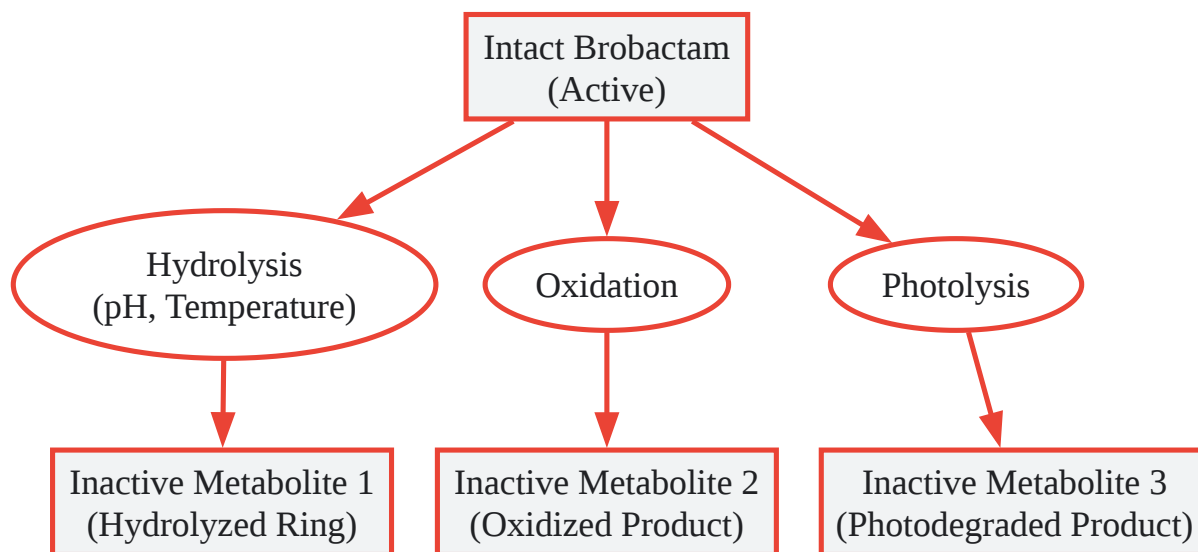 Intact Brobactam
(Active)
Hydrolysis
(pH, Temperature)
Oxidation
Photolysis
Inactive Metabolite 1
(Hydrolyzed Ring)
Inactive Metabolite 2
(Oxidized Product)
Inactive Metabolite 3
(Photodegraded Product)